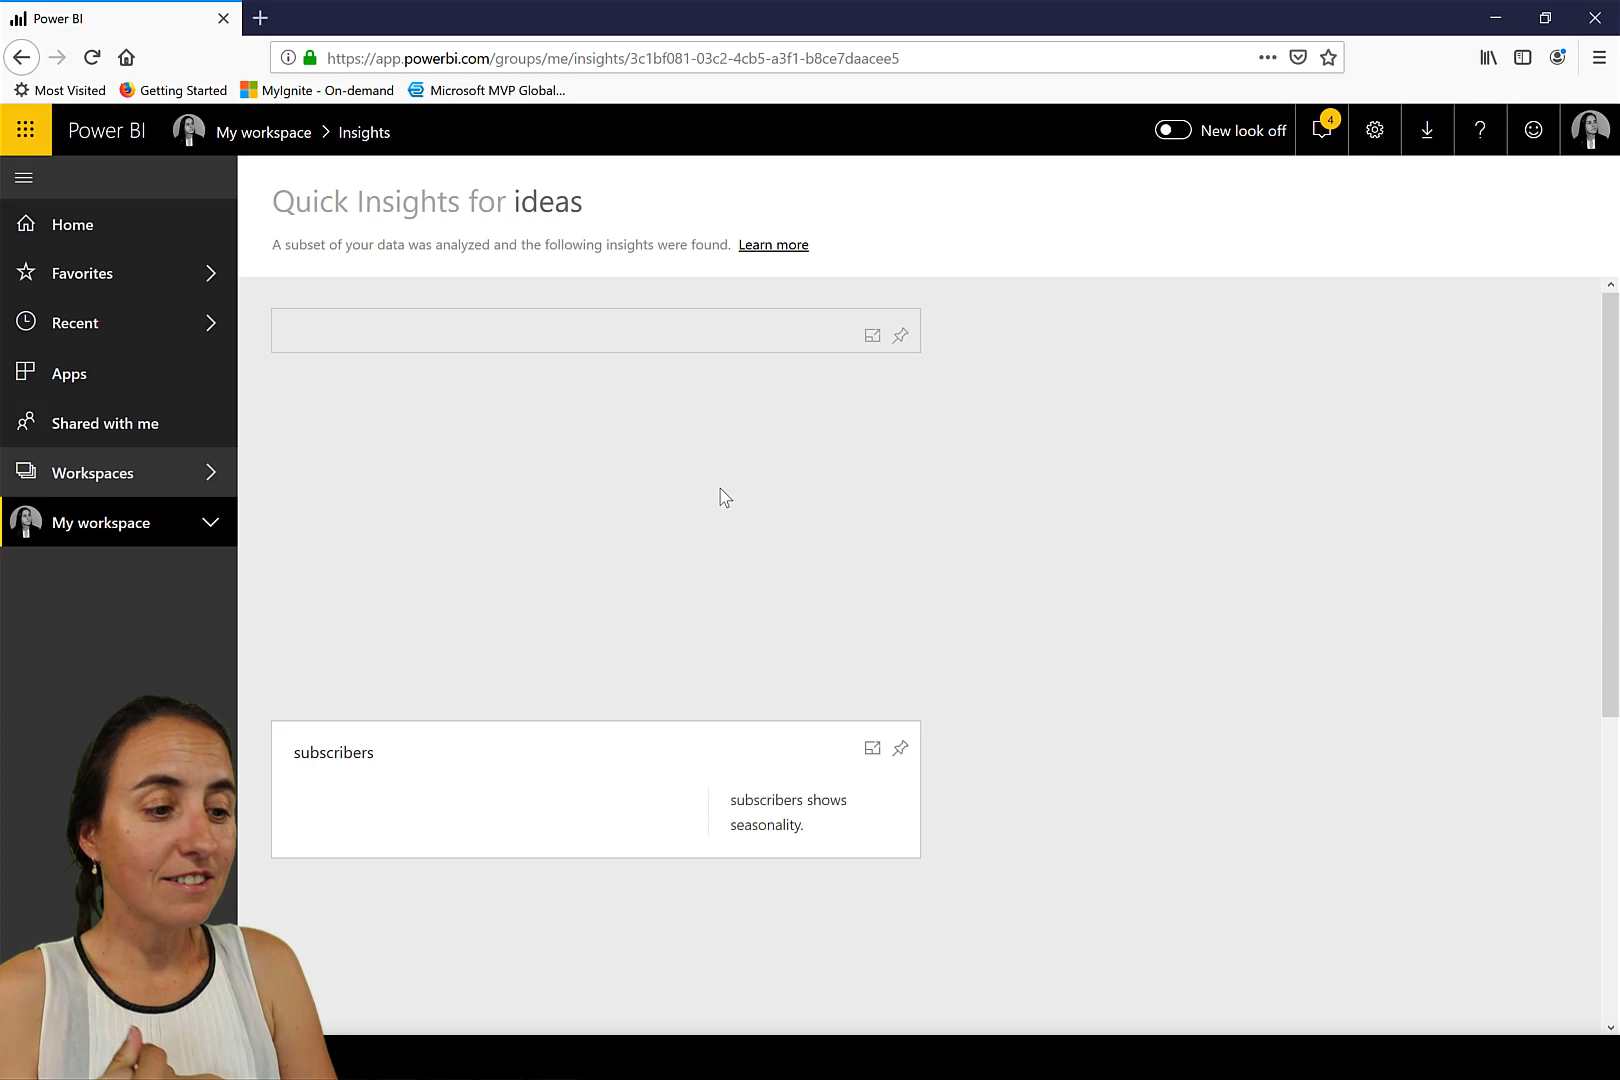 Power BI
https://app.powerbi.com/groups/me/insights/3c1bf081-03c2-4cb5-a3f1-b8ce7daacee5
Most Visited Getting Started MyIgnite - On-demand Microsoft MVP Global...
Power BI My workspace > Insights New look off 4
Home
Favorites
Recent
Apps
Shared with me
Workspaces
My workspace
Quick Insights for ideas
A subset of your data was analyzed and the following insights were found. Learn more
subscribers
subscribers shows
seasonality.